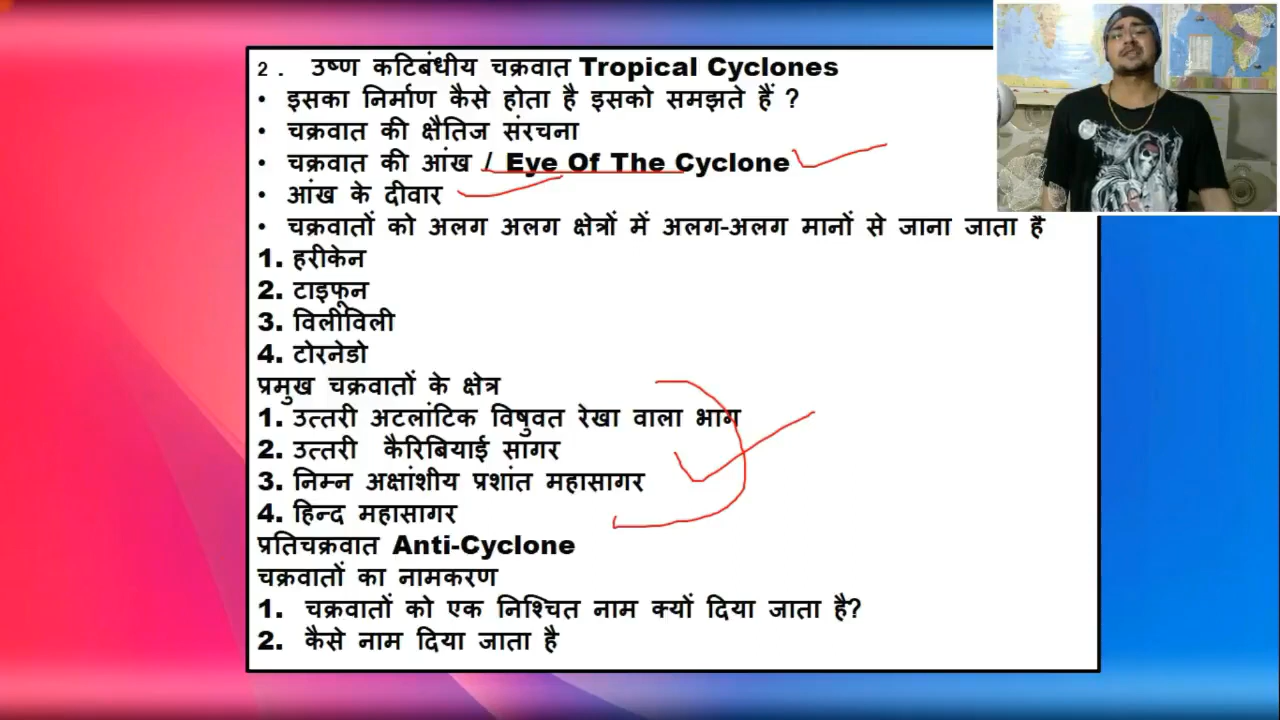 2 . उष्ण कटिबंधीय चक्रवात Tropical Cyclones
• इसका निर्माण कैसे होता है इसको समझते हैं ?
• चक्रवात की क्षैतिज संरचना
• चक्रवात की आंख / Eye Of The Cyclone
• आंख के दीवार
• चक्रवातों को अलग अलग क्षेत्रों में अलग-अलग मानों से जाना जाता है
1. हरीकेन
2. टाइफून
3. विलीविली
4. टोरनेडो
प्रमुख चक्रवातों के क्षेत्र
1. उत्तरी अटलांटिक विषुवत रेखा वाला भाग
2. उत्तरी कैरिबियाई सागर
3. निम्न अक्षांशीय प्रशांत महासागर
4. हिन्द महासागर
प्रतिचक्रवात Anti-Cyclone
चक्रवातों का नामकरण
1. चक्रवातों को एक निश्चित नाम क्यों दिया जाता है?
2. कैसे नाम दिया जाता है